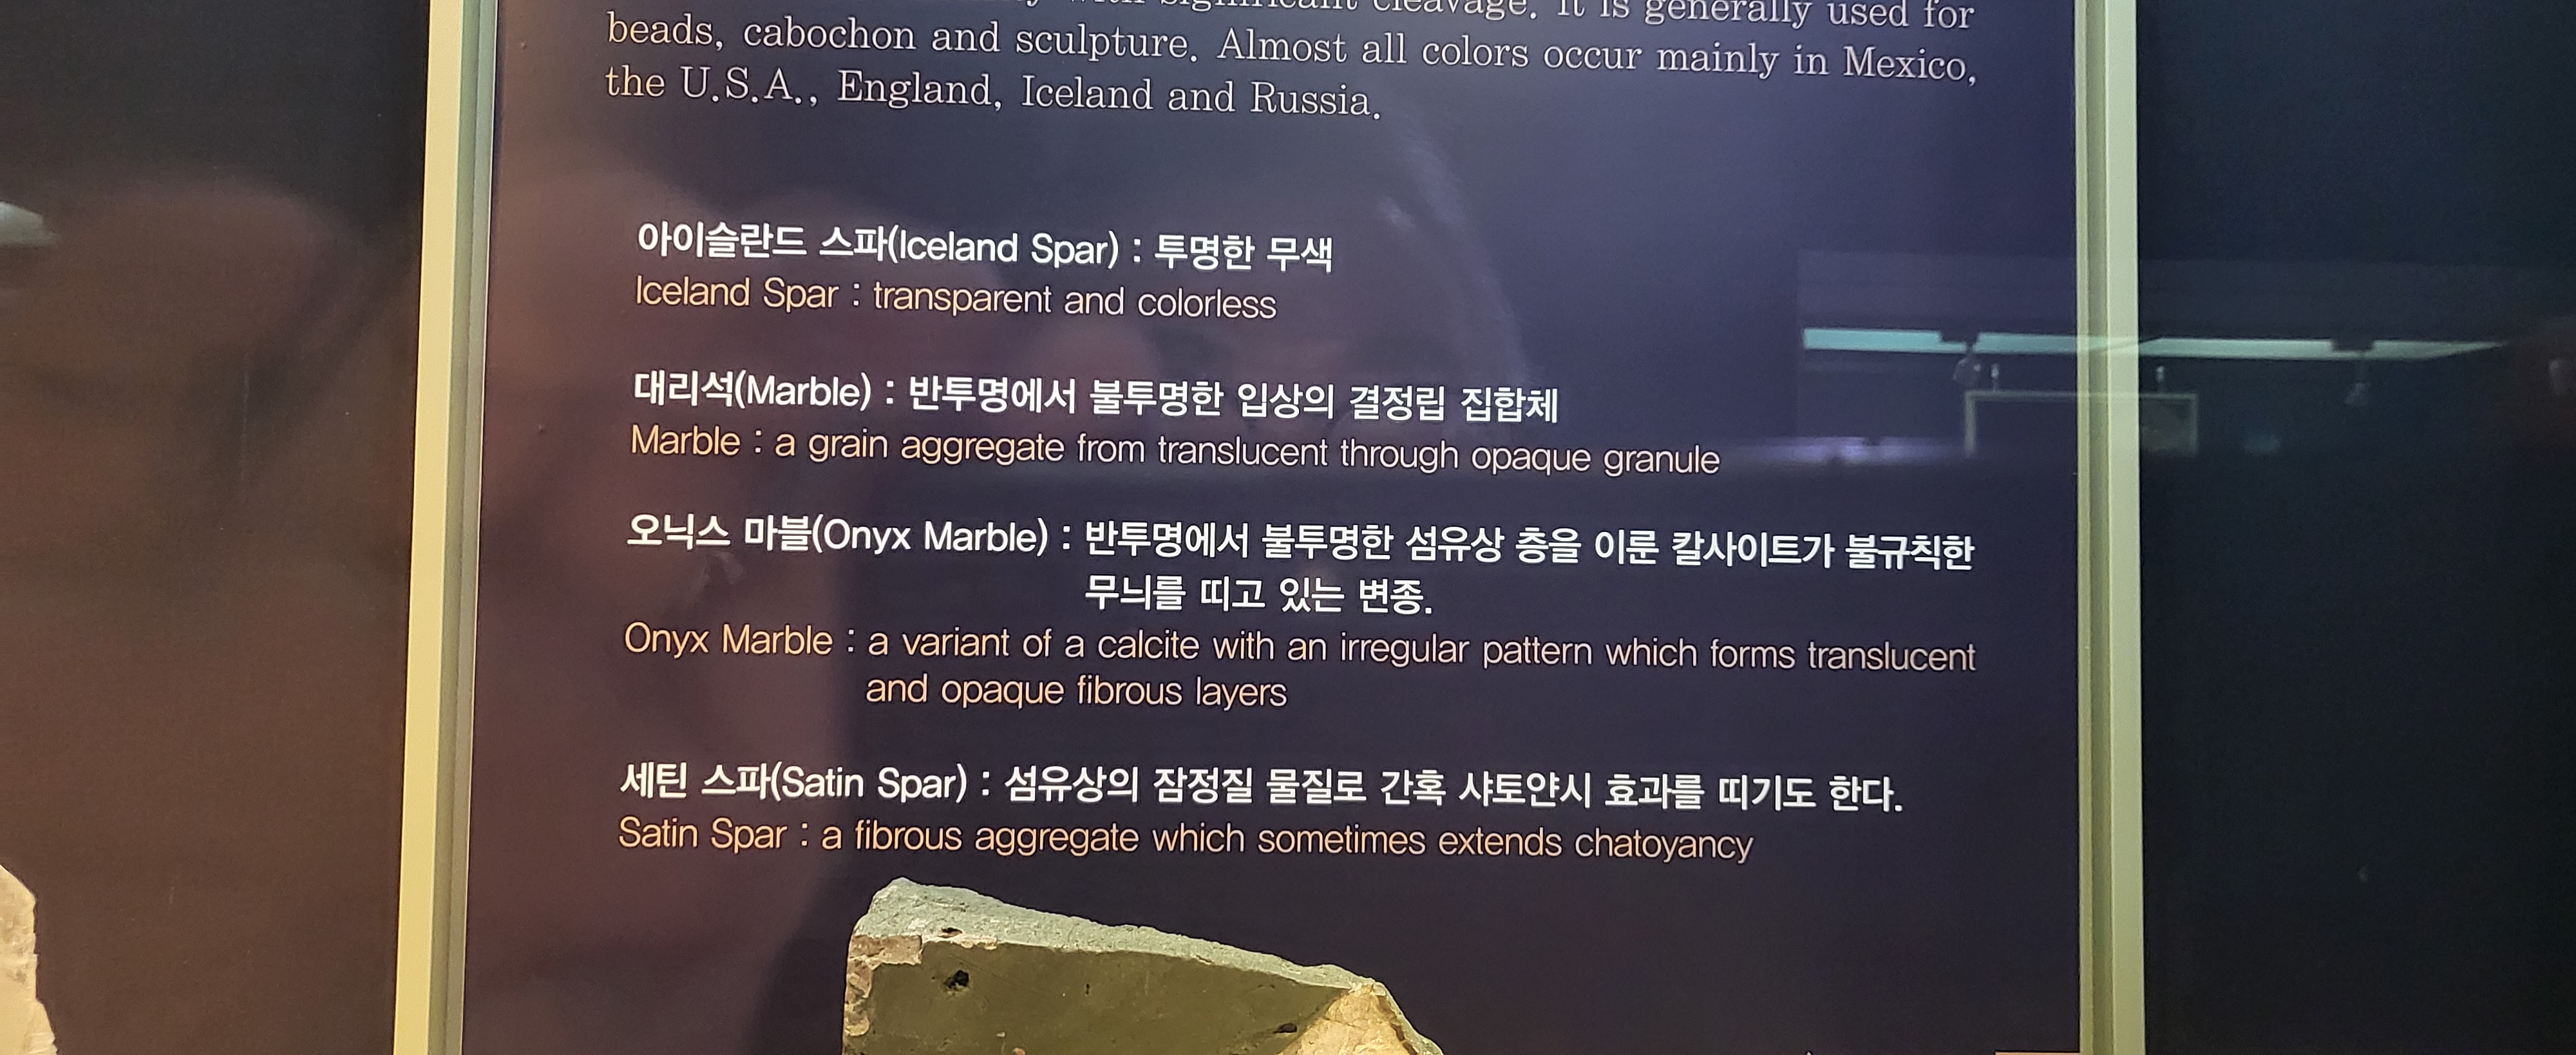 significant cleavage. It is generally used for
beads, cabochon and sculpture. Almost all colors occur mainly in Mexico,
the U.S.A., England, Iceland and Russia.
아이슬란드 스파(Iceland Spar) : 투명한 무색
Iceland Spar : transparent and colorless
대리석(Marble) : 반투명에서 불투명한 입상의 결정립 집합체
Marble : a grain aggregate from translucent through opaque granule
오닉스 마블(Onyx Marble) : 반투명에서 불투명한 섬유상 층을 이룬 칼사이트가 불규칙한
무늬를 띠고 있는 변종.
Onyx Marble : a variant of a calcite with an irregular pattern which forms translucent
and opaque fibrous layers
세틴 스파(Satin Spar) : 섬유상의 잠정질 물질로 간혹 샤토얀시 효과를 띠기도 한다.
Satin Spar : a fibrous aggregate which sometimes extends chatoyancy